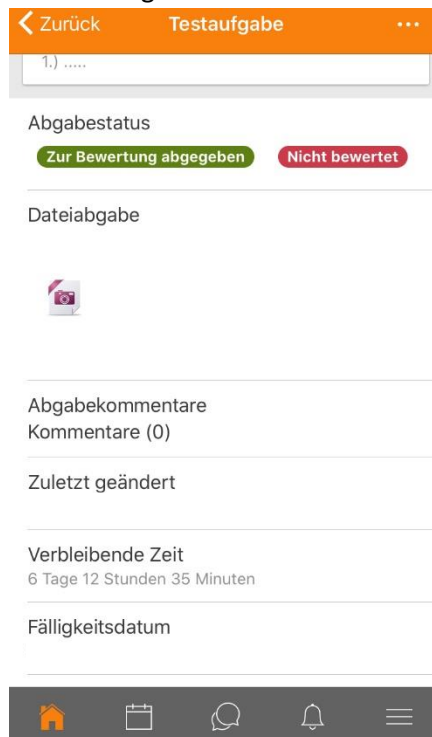 Zurück Testaufgabe ...
1.) .....
Abgabestatus
Zur Bewertung abgegeben Nicht bewertet
Dateiabgabe
Abgabekommentare
Kommentare (0)
Zuletzt geändert
Verbleibende Zeit
6 Tage 12 Stunden 35 Minuten
Fälligkeitsdatum